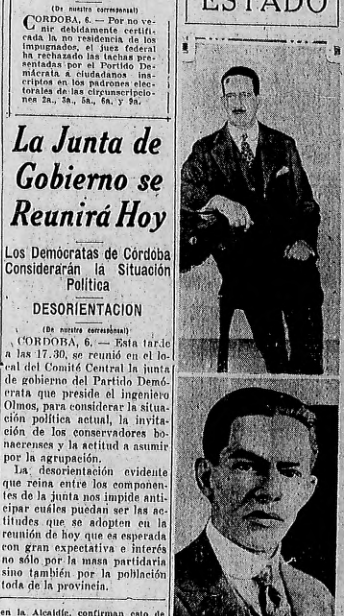 (De nuestro corresponsal)
CORDOBA, 6. — Por no ve-
nir debidamente certifi-
cada la no residencia de los
impugnados, el juez federal
ha rechazado las tachas pre-
sentadas por el Partido De-
mócrata a ciudadanos ins-
criptos en los padrones elec-
torales de las circunscripcio-
nes 2a., 3a., 5a., 6a. y 9a.
La Junta de
Gobierno se
Reunirá Hoy
Los Demócratas de Córdoba
Considerarán la Situación
Política
DESORIENTACION
(De nuestro corresponsal)
CORDOBA, 6. — Esta tarde
a las 17.30, se reunió en el lo-
cal del Comité Central la junta
de gobierno del Partido Demó-
crata que preside el ingeniero
Olmos, para considerar la situa-
ción política actual, la invita-
ción de los conservadores bo-
naerenses y la actitud a asumir
por la agrupación.
La desorientación evidente
que reina entre los componen-
tes de la junta nos impide anti-
cipar cuáles puedan ser las ac-
titudes que se adopten en la
reunión de hoy que es esperada
con gran expectativa e interés
no sólo por la masa partidaria
sino también por la población
toda de la provincia.
en la Alcaldía, confirman esto de
ESTADO